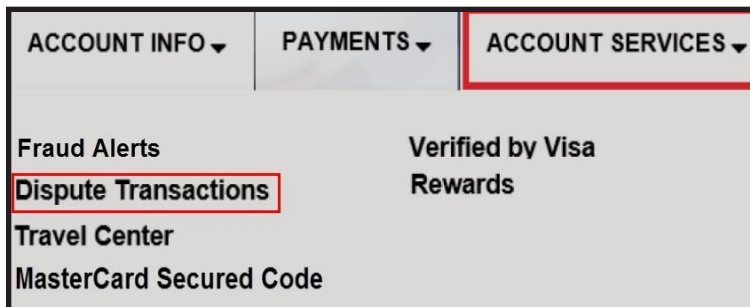 ACCOUNT INFO PAYMENTS ACCOUNT SERVICES
Fraud Alerts
Dispute Transactions
Travel Center
MasterCard Secured Code
Verified by Visa
Rewards